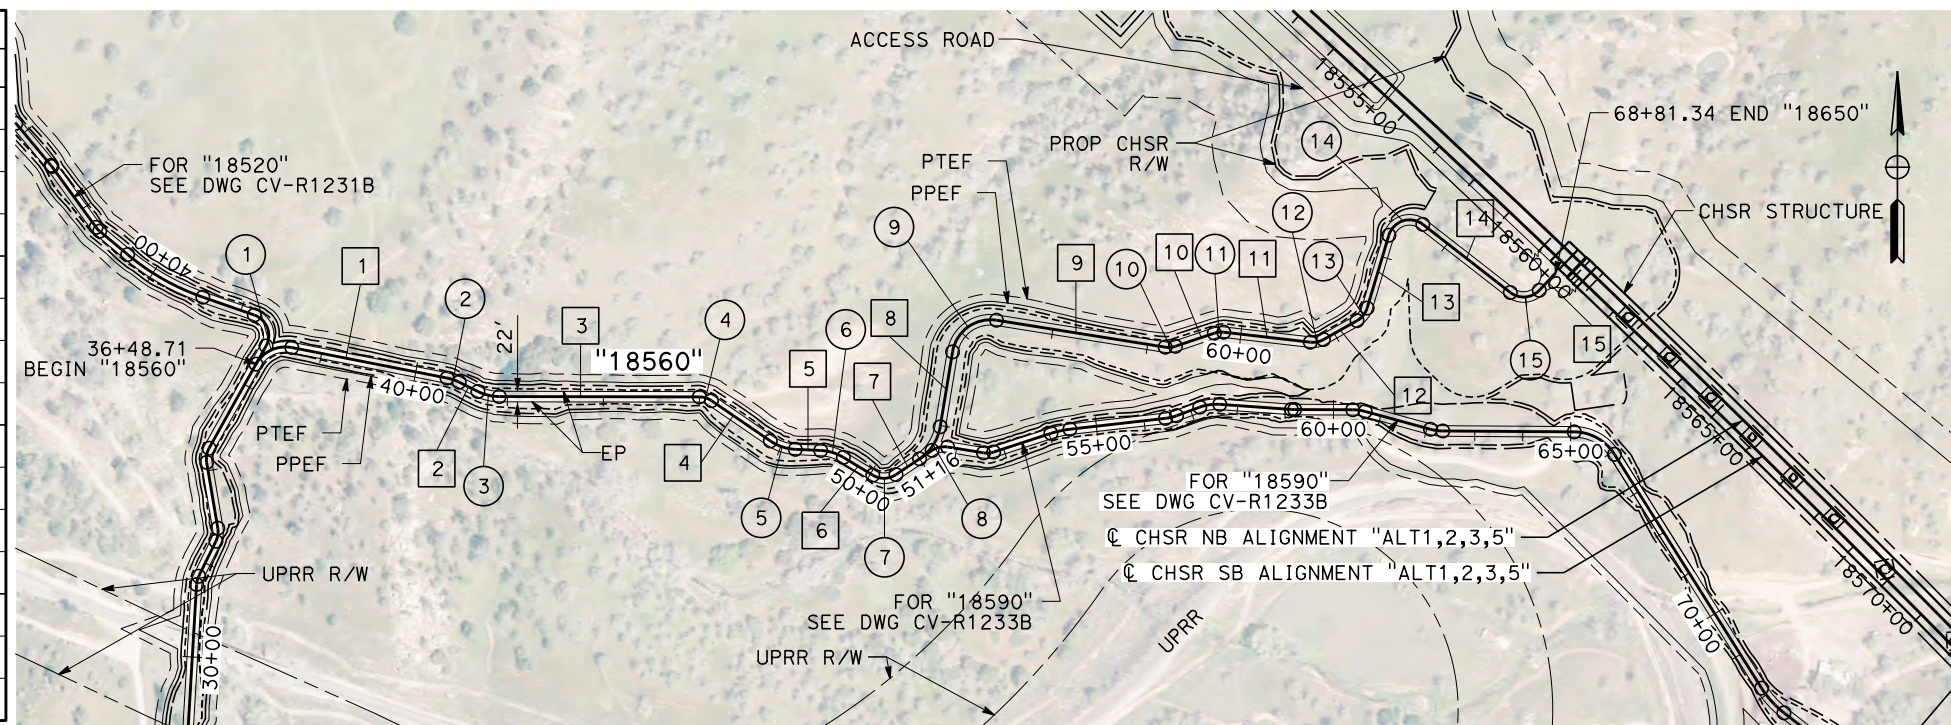 ACCESS ROAD
18555+00
68+81.34 END "18650"
14
PROP CHSR
R/W
PTEF
PPEF
FOR "18520"
SEE DWG CV-R1231B
CHSR STRUCTURE
12
14
9
40+00
1
1
9
10
10
11
11
13
18560+00
2
13
3
4
8
6
22'
"18560"
60+00
36+48.71
BEGIN "18560"
5
7
15
15
40+00
12
PTEF
PPEF
EP
55+00
60+00
65+00
18565+00
2
3
4
50+00
51+16
5
6
7
8
FOR "18590"
SEE DWG CV-R1233B
℄ CHSR NB ALIGNMENT "ALT1,2,3,5"
℄ CHSR SB ALIGNMENT "ALT1,2,3,5"
18570+00
UPRR R/W
FOR "18590"
SEE DWG CV-R1233B
70+00
30+00
UPRR R/W
UPRR